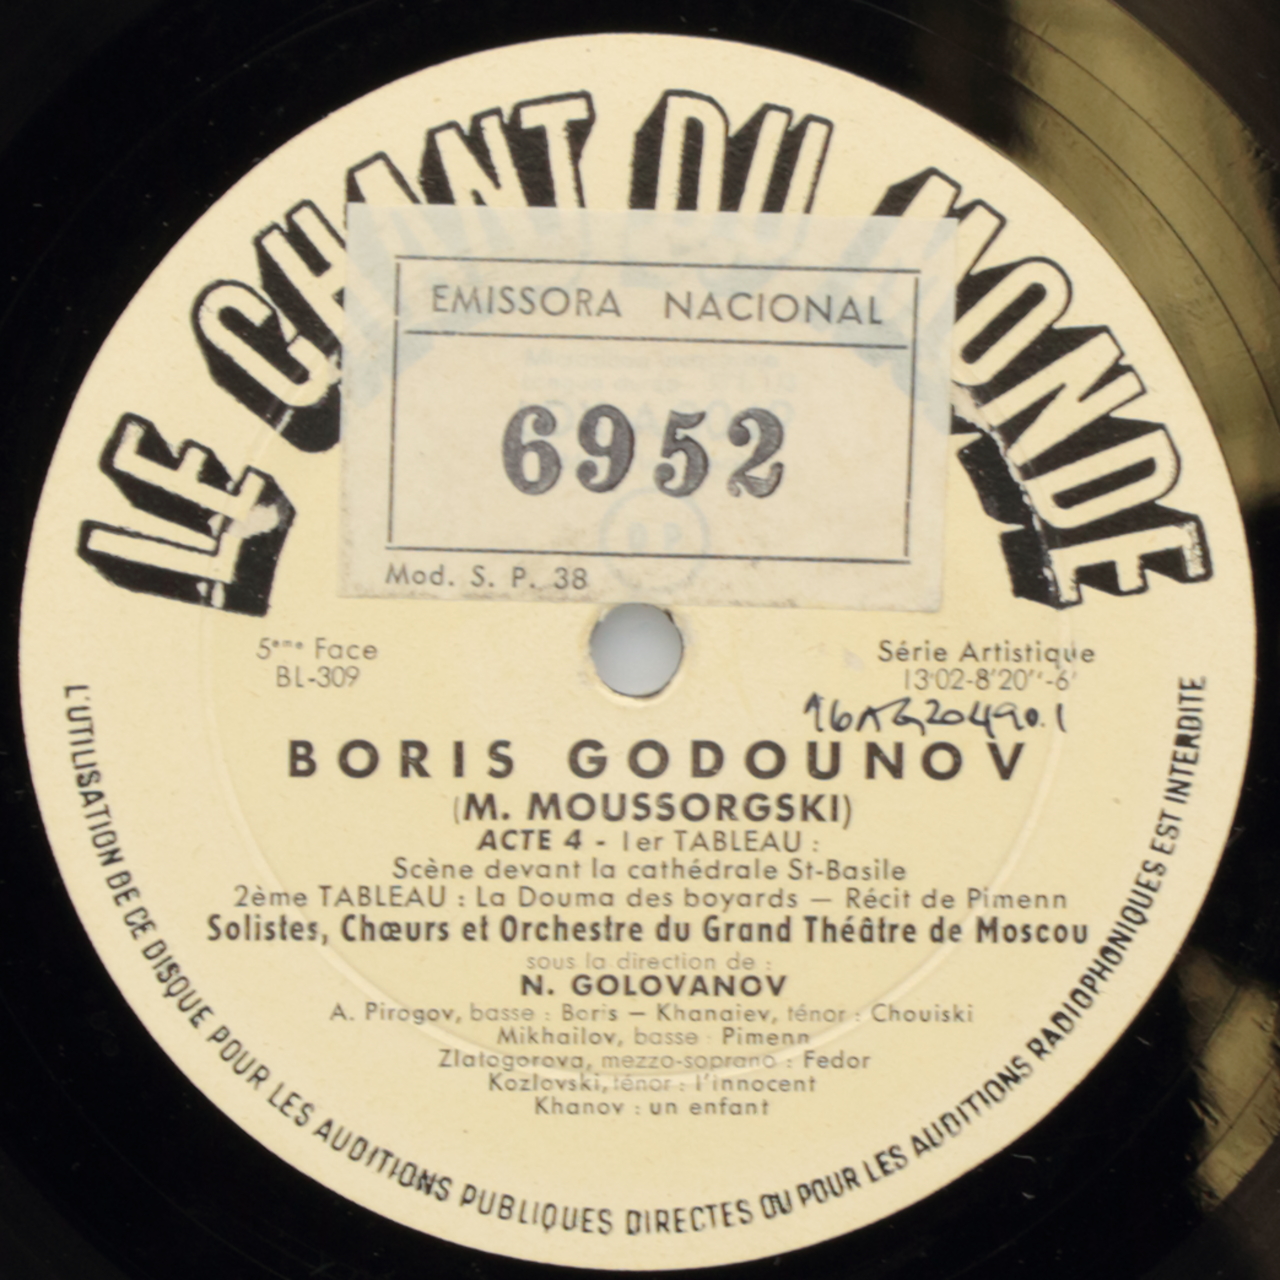 LE CHANT DU MONDE
EMISSORA NACIONAL
6952
Mod. S. P. 38
5eme Face
BL-309
Série Artistique
13'02-8'20''-6'
BORIS GODOUNOV
(M. MOUSSORGSKI)
ACTE 4 - 1er TABLEAU :
Scène devant la cathédrale St-Basile
2ème TABLEAU : La Douma des boyards — Récit de Pimenn
Solistes, Chœurs et Orchestre du Grand Théâtre de Moscou
sous la direction de :
N. GOLOVANOV
A. Pirogov, basse : Boris — Khanaiev, ténor : Chouiski
Mikhailov, basse : Pimenn
Zlatogorova, mezzo-soprano : Fedor
Kozlovski, ténor : l'innocent
Khanov : un enfant
L'UTILISATION DE CE DISQUE POUR LES AUDITIONS PUBLIQUES DIRECTES OU POUR LES AUDITIONS RADIOPHONIQUES EST INTERDITE